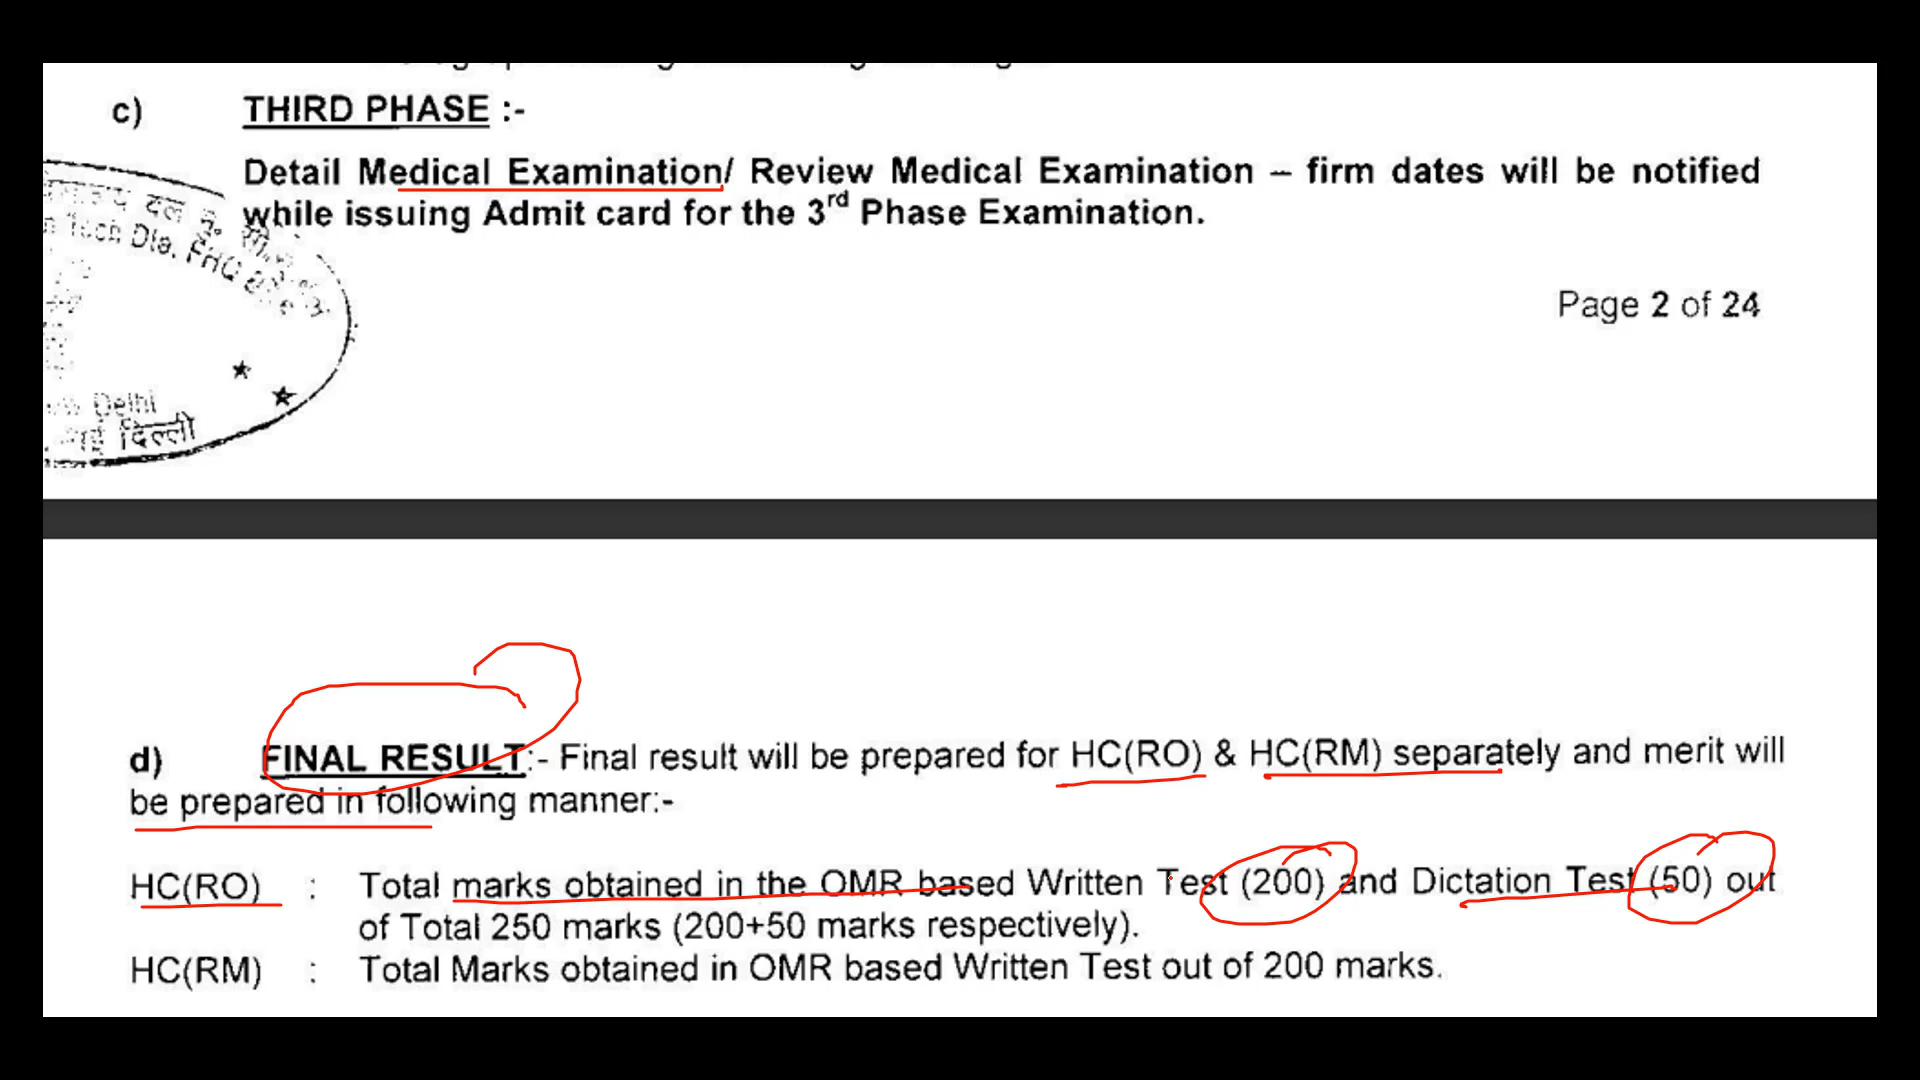 c) THIRD PHASE :-
Detail Medical Examination/ Review Medical Examination – firm dates will be notified
while issuing Admit card for the 3rd Phase Examination.
Tech Dte. FHQ
Page 2 of 24
Delhi
दिल्ली
d) FINAL RESULT:- Final result will be prepared for HC(RO) & HC(RM) separately and merit will
be prepared in following manner:-
HC(RO) : Total marks obtained in the OMR based Written Test (200) and Dictation Test (50) out
of Total 250 marks (200+50 marks respectively).
HC(RM) : Total Marks obtained in OMR based Written Test out of 200 marks.